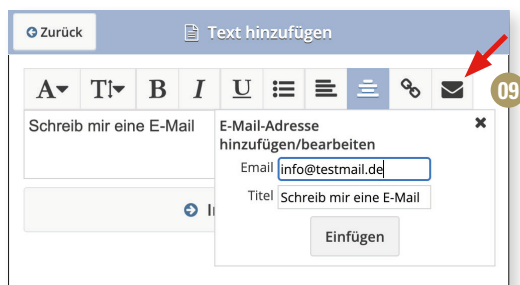 Zurück
Text hinzufügen
A TI B I U
09
Schreib mir eine E-Mail
E-Mail-Adresse
hinzufügen/bearbeiten
Email info@testmail.de
Titel Schreib mir eine E-Mail
Einfügen